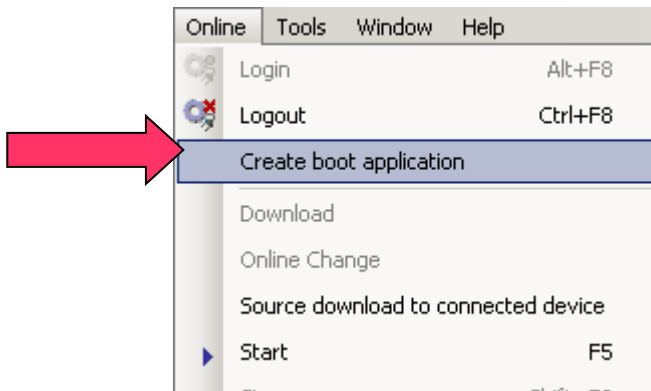 Online Tools Window Help
Login Alt+F8
Logout Ctrl+F8
Create boot application
Download
Online Change
Source download to connected device
Start F5